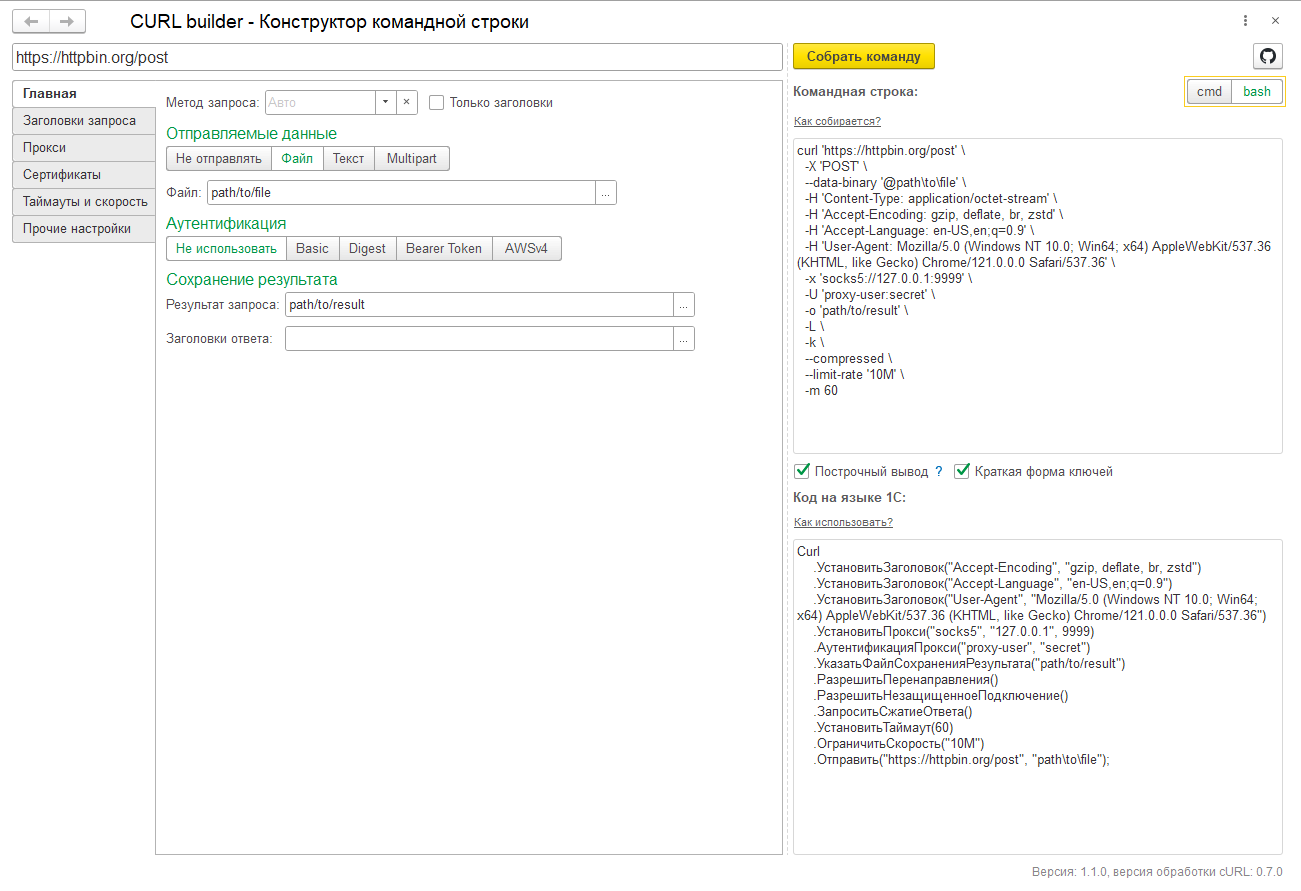 CURL builder - Конструктор командной строки
https://httpbin.org/post
Главная
Заголовки запроса
Прокси
Сертификаты
Таймауты и скорость
Прочие настройки
Метод запроса: Авто
Только заголовки
Отправляемые данные
Не отправлять Файл Текст Multipart
Файл: path/to/file ...
Аутентификация
Не использовать Basic Digest Bearer Token AWSv4
Сохранение результата
Результат запроса: path/to/result ...
Заголовки ответа: ...
Собрать команду
Командная строка:
cmd bash
Как собирается?
curl 'https://httpbin.org/post' \
-X 'POST' \
--data-binary '@path\to\file' \
-H 'Content-Type: application/octet-stream' \
-H 'Accept-Encoding: gzip, deflate, br, zstd' \
-H 'Accept-Language: en-US,en;q=0.9' \
-H 'User-Agent: Mozilla/5.0 (Windows NT 10.0; Win64; x64) AppleWebKit/537.36
(KHTML, like Gecko) Chrome/121.0.0.0 Safari/537.36' \
-x 'socks5://127.0.0.1:9999' \
-U 'proxy-user:secret' \
-o 'path/to/result' \
-L \
-k \
--compressed \
--limit-rate '10M' \
-m 60
Построчный вывод ? Краткая форма ключей
Код на языке 1С:
Как использовать?
Curl
.УстановитьЗаголовок("Accept-Encoding", "gzip, deflate, br, zstd")
.УстановитьЗаголовок("Accept-Language", "en-US,en;q=0.9")
.УстановитьЗаголовок("User-Agent", "Mozilla/5.0 (Windows NT 10.0; Win64;
x64) AppleWebKit/537.36 (KHTML, like Gecko) Chrome/121.0.0.0 Safari/537.36")
.УстановитьПрокси("socks5", "127.0.0.1", 9999)
.АутентификацияПрокси("proxy-user", "secret")
.УказатьФайлСохраненияРезультата("path/to/result")
.РазрешитьПеренаправления()
.РазрешитьНезащищенноеПодключение()
.ЗапроситьСжатиеОтвета()
.УстановитьТаймаут(60)
.ОграничитьСкорость("10M")
.Отправить("https://httpbin.org/post", "path\to\file");
Версия: 1.1.0, версия обработки cURL: 0.7.0